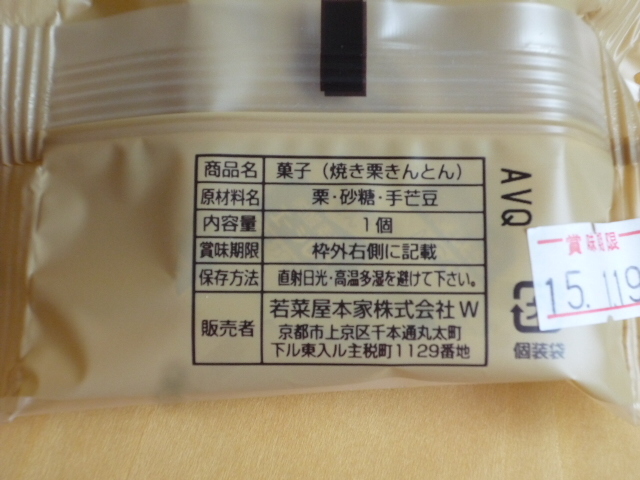 商品名 菓子(焼き栗きんとん)
原材料名 栗・砂糖・手芒豆
内容量 1個
賞味期限 枠外右側に記載
保存方法 直射日光・高温多湿を避けて下さい。
販売者 若菜屋本家株式会社W
京都市上京区千本通丸太町
下ル東入ル主税町1129番地
AVQ
賞味期限
15.11.19
個装袋